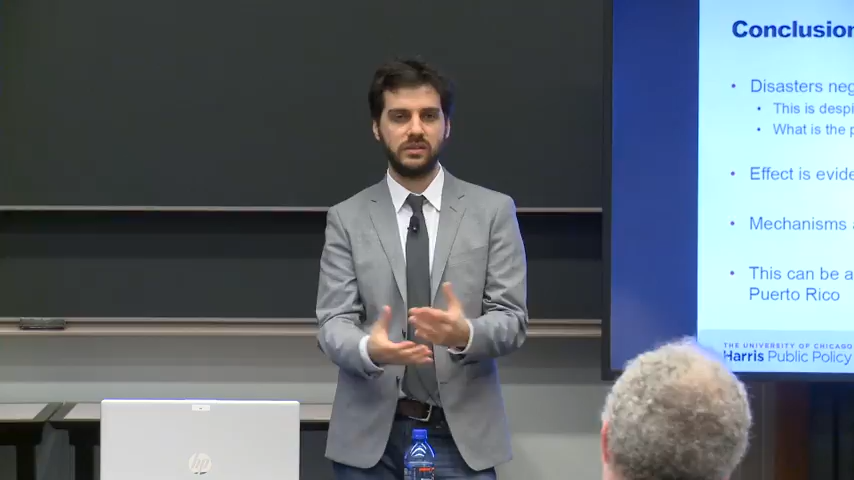 Conclusion
• Disasters neg
• This is despi
• What is the p
• Effect is evide
• Mechanisms a
• This can be a
Puerto Rico
THE UNIVERSITY OF CHICAGO
Harris Public Policy
hp